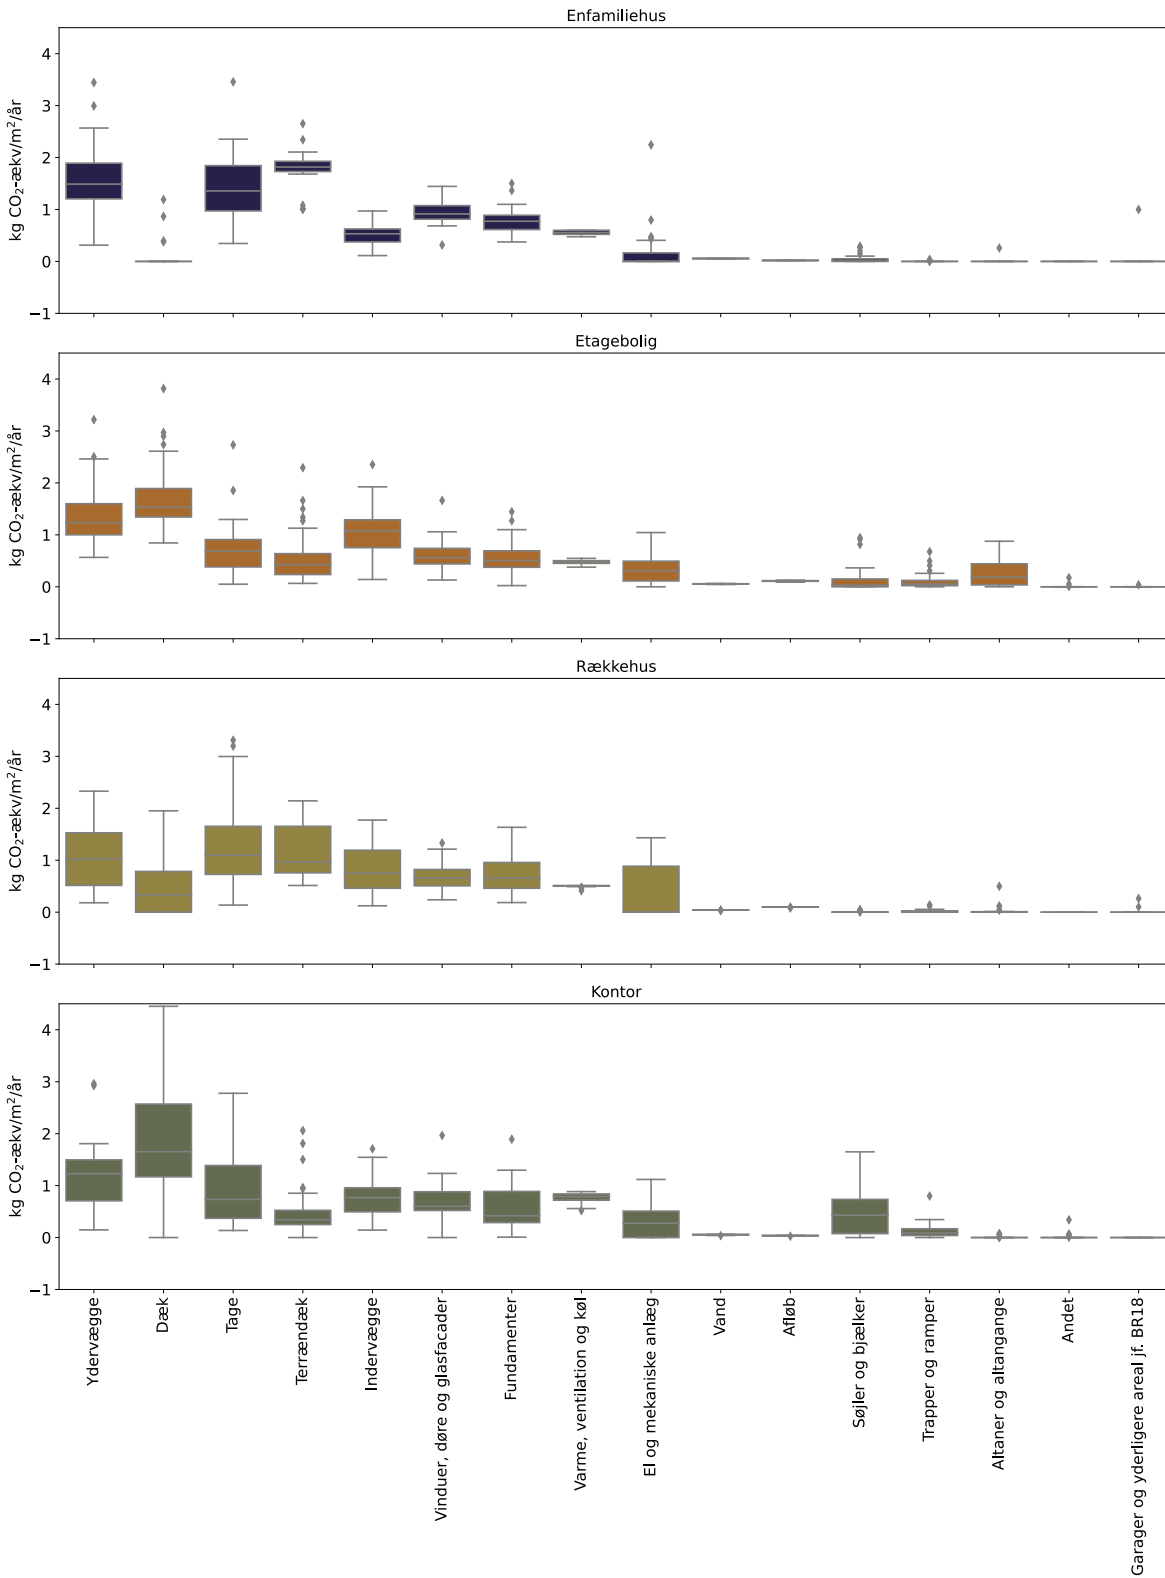 Enfamiliehus
kg CO₂-ækv/m²/år
4
3
2
1
0
−1
Etagebolig
kg CO₂-ækv/m²/år
4
3
2
1
0
−1
Rækkehus
kg CO₂-ækv/m²/år
4
3
2
1
0
−1
Kontor
kg CO₂-ækv/m²/år
4
3
2
1
0
−1
Ydervægge
Dæk
Tage
Terrændæk
Indervægge
Vinduer, døre og glasfacader
Fundamenter
Varme, ventilation og køl
El og mekaniske anlæg
Vand
Afløb
Søjler og bjælker
Trapper og ramper
Altaner og altangange
Andet
Garager og yderligere areal jf. BR18